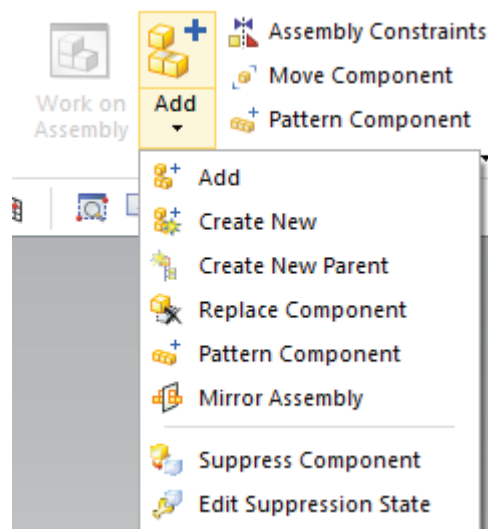 Work on
Assembly
Add
Assembly Constraints
Move Component
Pattern Component
Add
Create New
Create New Parent
Replace Component
Pattern Component
Mirror Assembly
Suppress Component
Edit Suppression State